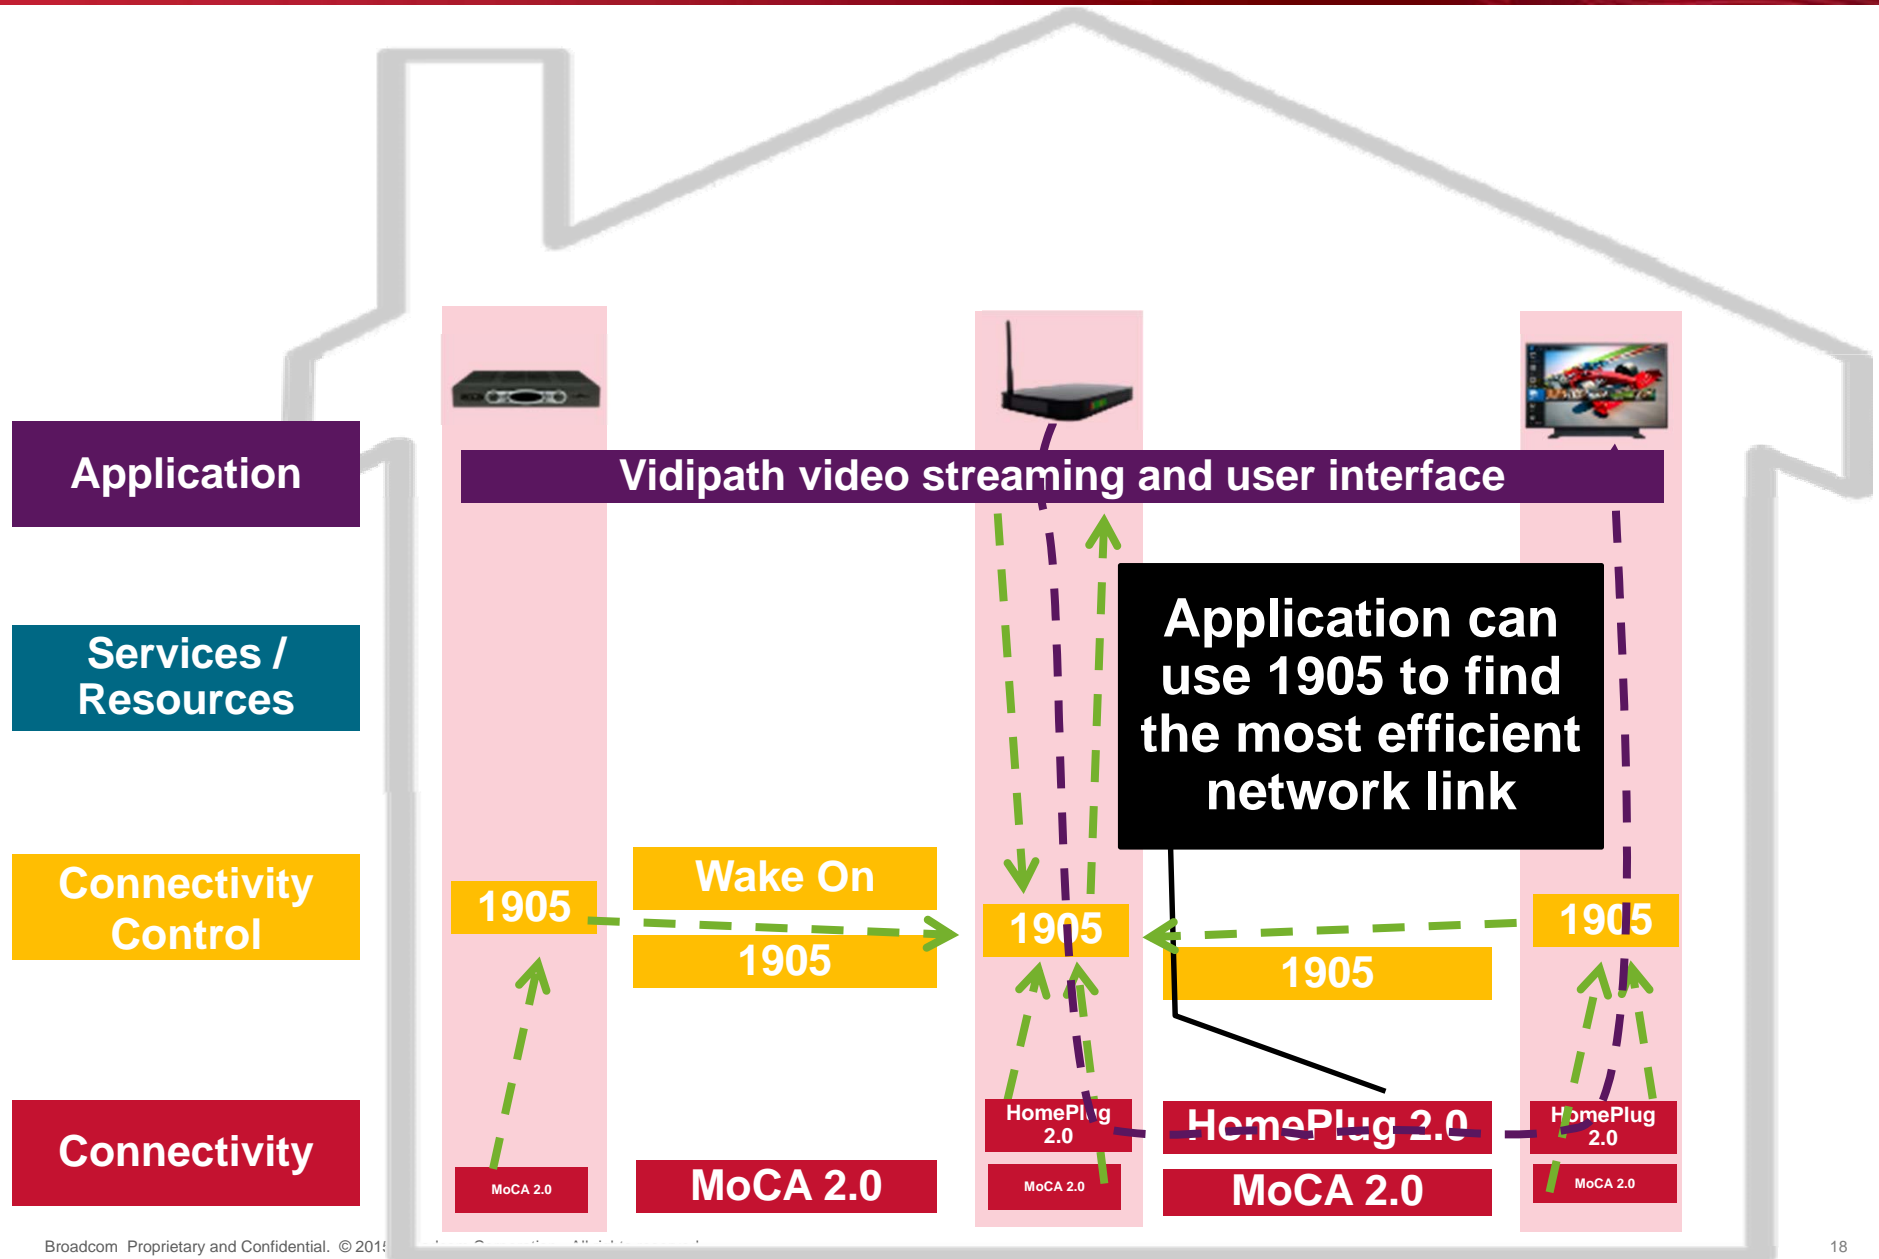 Application
Vidipath video streaming and user interface
Services /
Resources
Application can
use 1905 to find
the most efficient
network link
Connectivity
Control
1905
Wake On
1905
1905
1905
1905
Connectivity
MoCA 2.0
MoCA 2.0
HomePlug
2.0
MoCA 2.0
HomePlug 2.0
MoCA 2.0
HomePlug
2.0
MoCA 2.0
Broadcom Proprietary and Confidential. © 2015
18